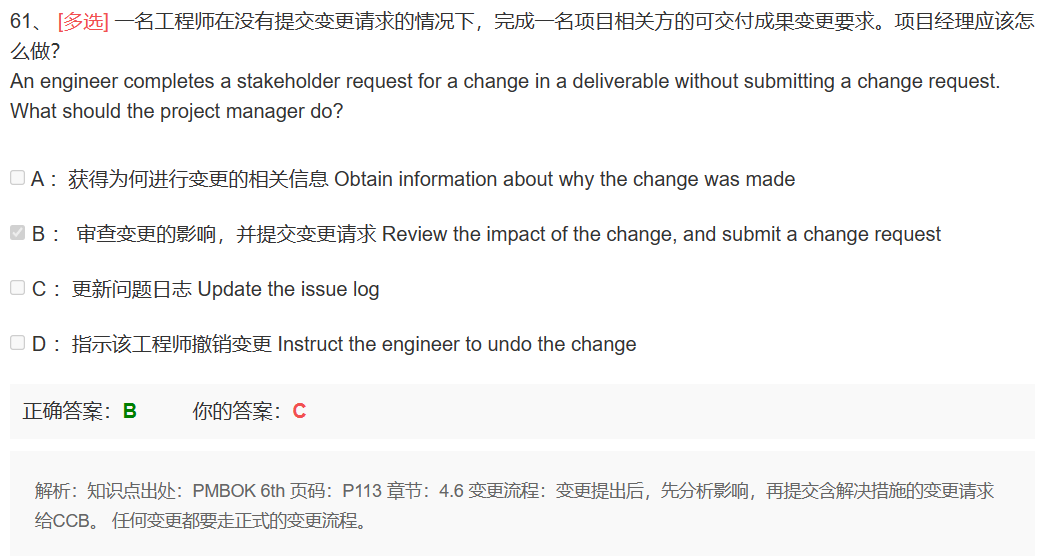 61、 [多选] 一名工程师在没有提交变更请求的情况下，完成一名项目相关方的可交付成果变更要求。项目经理应该怎
么做?
An engineer completes a stakeholder request for a change in a deliverable without submitting a change request.
What should the project manager do?
A： 获得为何进行变更的相关信息 Obtain information about why the change was made
B： 审查变更的影响，并提交变更请求 Review the impact of the change, and submit a change request
C： 更新问题日志 Update the issue log
D： 指示该工程师撤销变更 Instruct the engineer to undo the change
正确答案：B 你的答案：C
解析：知识点出处：PMBOK 6th 页码：P113 章节：4.6 变更流程：变更提出后，先分析影响，再提交含解决措施的变更请求
给CCB。 任何变更都要走正式的变更流程。